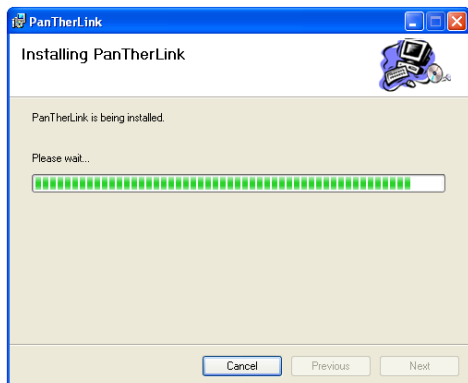 PanTherLink
Installing PanTherLink
PanTherLink is being installed.
Please wait...
Cancel
Previous
Next